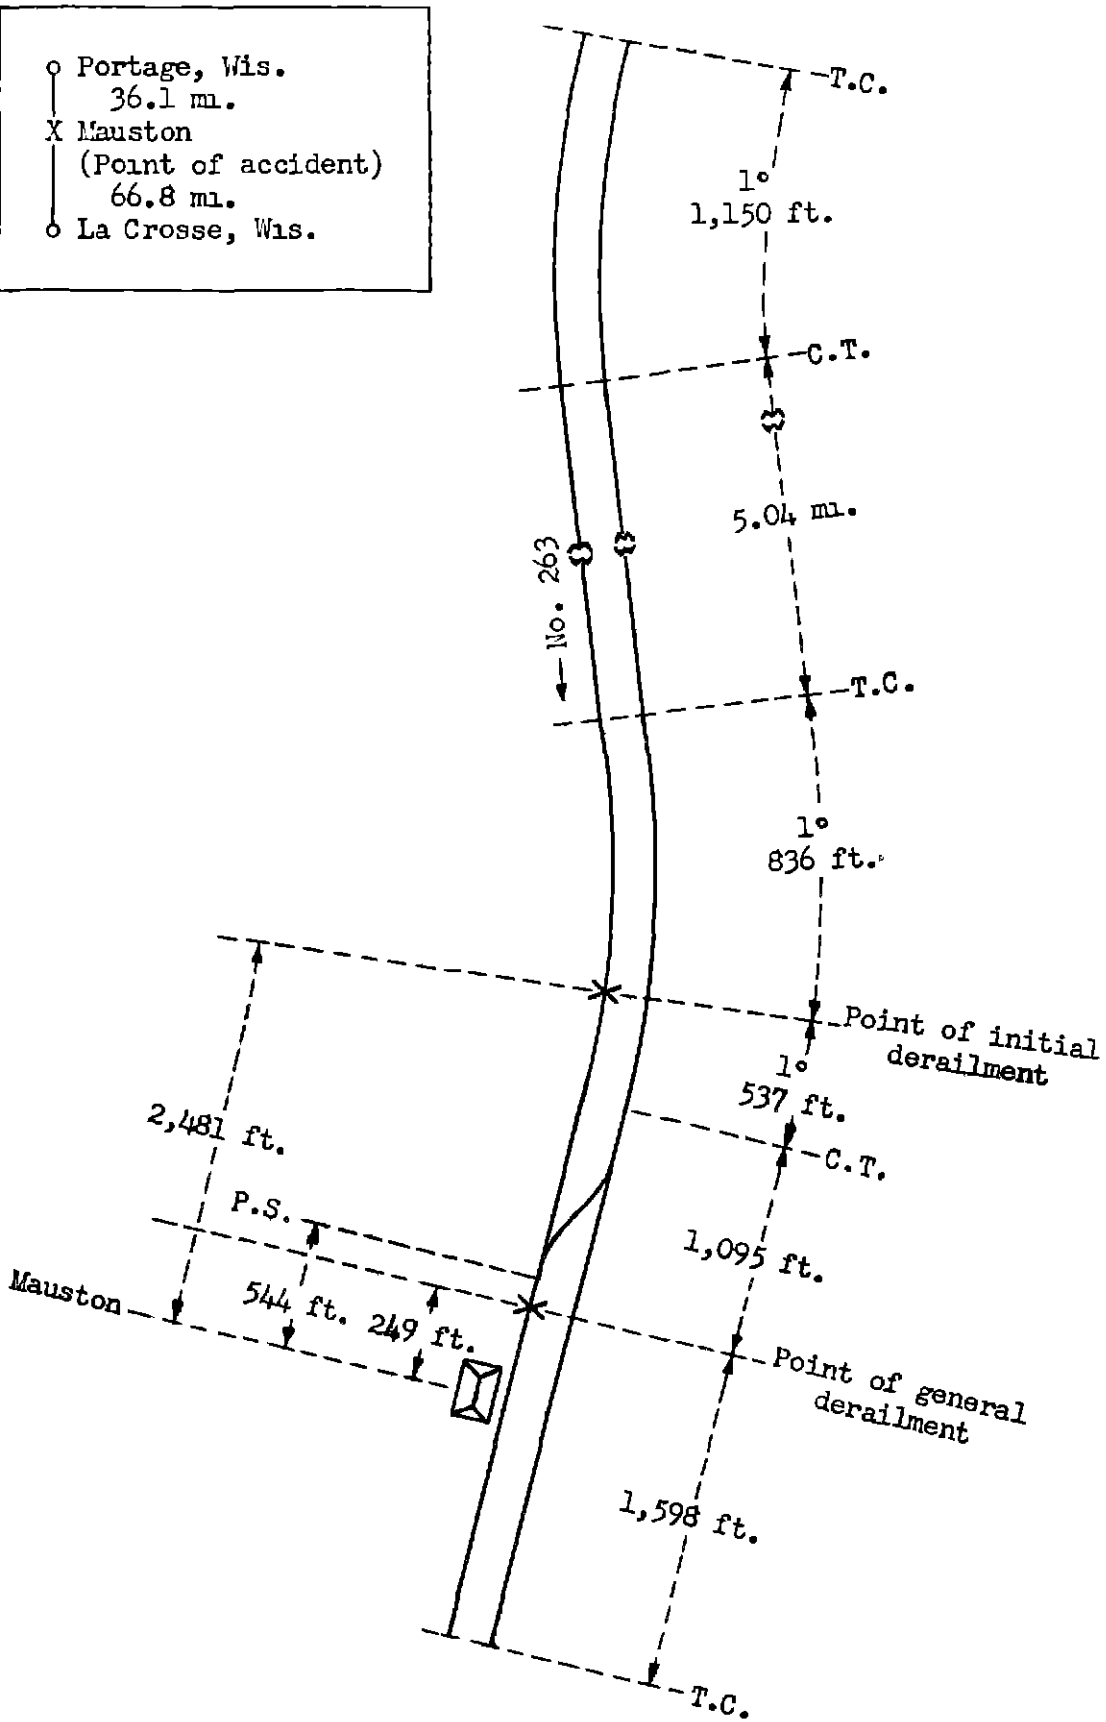 Portage, Wis.
36.1 mi.
X Mauston
(Point of accident)
66.8 mi.
La Crosse, Wis.
T.C.
1°
1,150 ft.
C.T.
5.04 mi.
No. 263
T.C.
1°
836 ft.
Point of initial
derailment
1°
537 ft.
2,481 ft.
C.T.
P.S.
1,095 ft.
Mauston
544 ft.
249 ft.
Point of general
derailment
1,598 ft.
T.C.